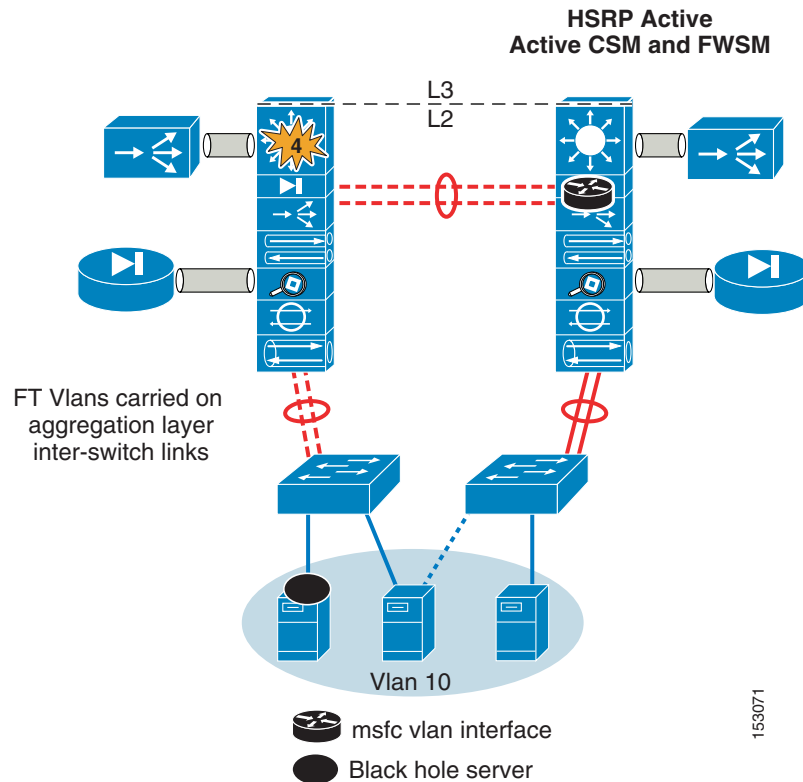 HSRP Active
Active CSM and FWSM
L3
L2
4
FT Vlans carried on
aggregation layer
inter-switch links
Vlan 10
msfc vlan interface
Black hole server
153071